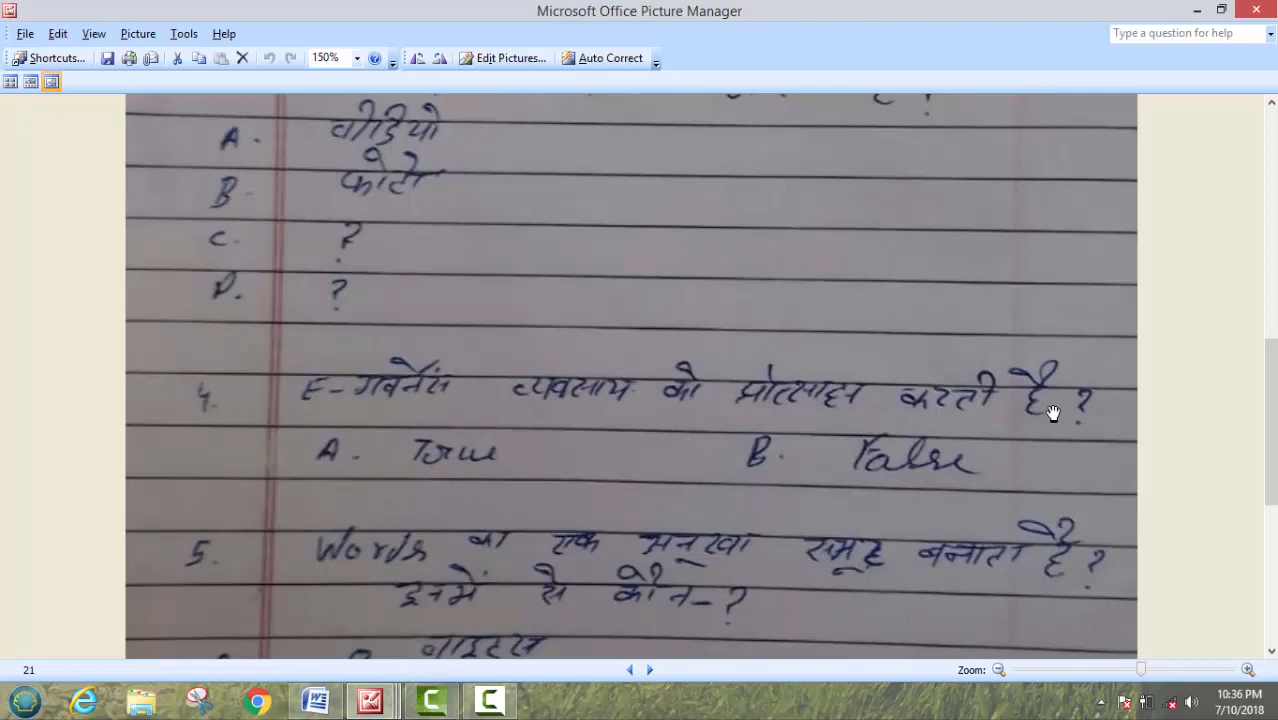 Microsoft Office Picture Manager
File Edit View Picture Tools Help
Type a question for help
Shortcuts... 150% Edit Pictures... Auto Correct
है ?
A. वीडियो
B. फोटो
C. ?
D. ?
4. E-गवर्नेंस व्यवसाय को प्रोत्साहन करती है ?
A. True B. False
5. Words का एक अनूखा समूह बनाता है ?
इनमें से कौन- ?
वाइरस
21
Zoom:
10:36 PM
7/10/2018